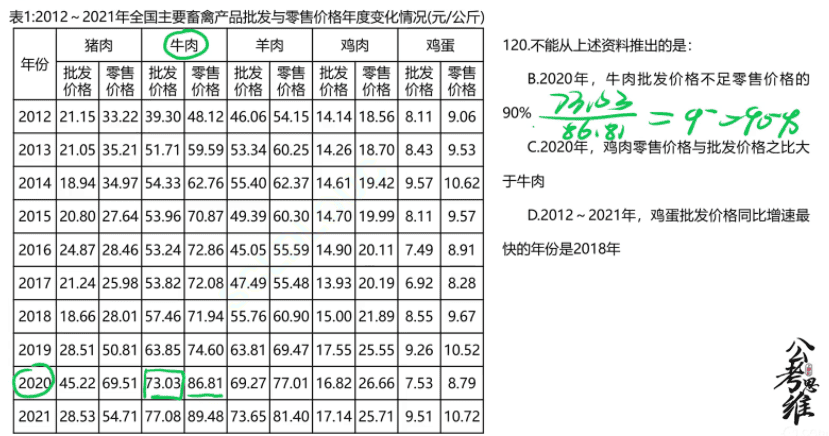 表1:2012～2021年全国主要畜禽产品批发与零售价格年度变化情况(元/公斤)
年份 猪肉 牛肉 羊肉 鸡肉 鸡蛋
批发价格 零售价格 批发价格 零售价格 批发价格 零售价格 批发价格 零售价格 批发价格 零售价格
2012 21.15 33.22 39.30 48.12 46.06 54.15 14.14 18.56 8.11 9.06
2013 21.05 35.21 51.71 59.59 53.34 60.25 14.26 18.70 8.43 9.53
2014 18.94 34.97 54.33 62.76 55.40 62.37 14.61 19.42 9.57 10.62
2015 20.80 27.64 53.96 70.87 49.39 60.30 14.70 19.99 8.11 9.57
2016 24.87 28.46 53.24 72.86 45.05 55.59 14.90 20.11 7.49 8.91
2017 21.24 25.98 53.82 72.08 47.49 55.48 13.93 20.19 6.92 8.28
2018 18.66 28.01 57.46 71.94 55.76 60.90 15.00 21.89 8.55 9.67
2019 28.51 50.81 63.85 74.60 63.81 69.47 17.55 25.55 9.26 10.52
2020 45.22 69.51 73.03 86.81 69.27 77.01 16.82 26.66 7.53 8.79
2021 28.53 54.71 77.08 89.48 73.65 81.40 17.14 25.71 9.51 10.72
120.不能从上述资料推出的是：
B.2020年，牛肉批发价格不足零售价格的
90%
73.03
86.81
C.2020年，鸡肉零售价格与批发价格之比大
于牛肉
D.2012～2021年，鸡蛋批发价格同比增速最
快的年份是2018年
公考思维